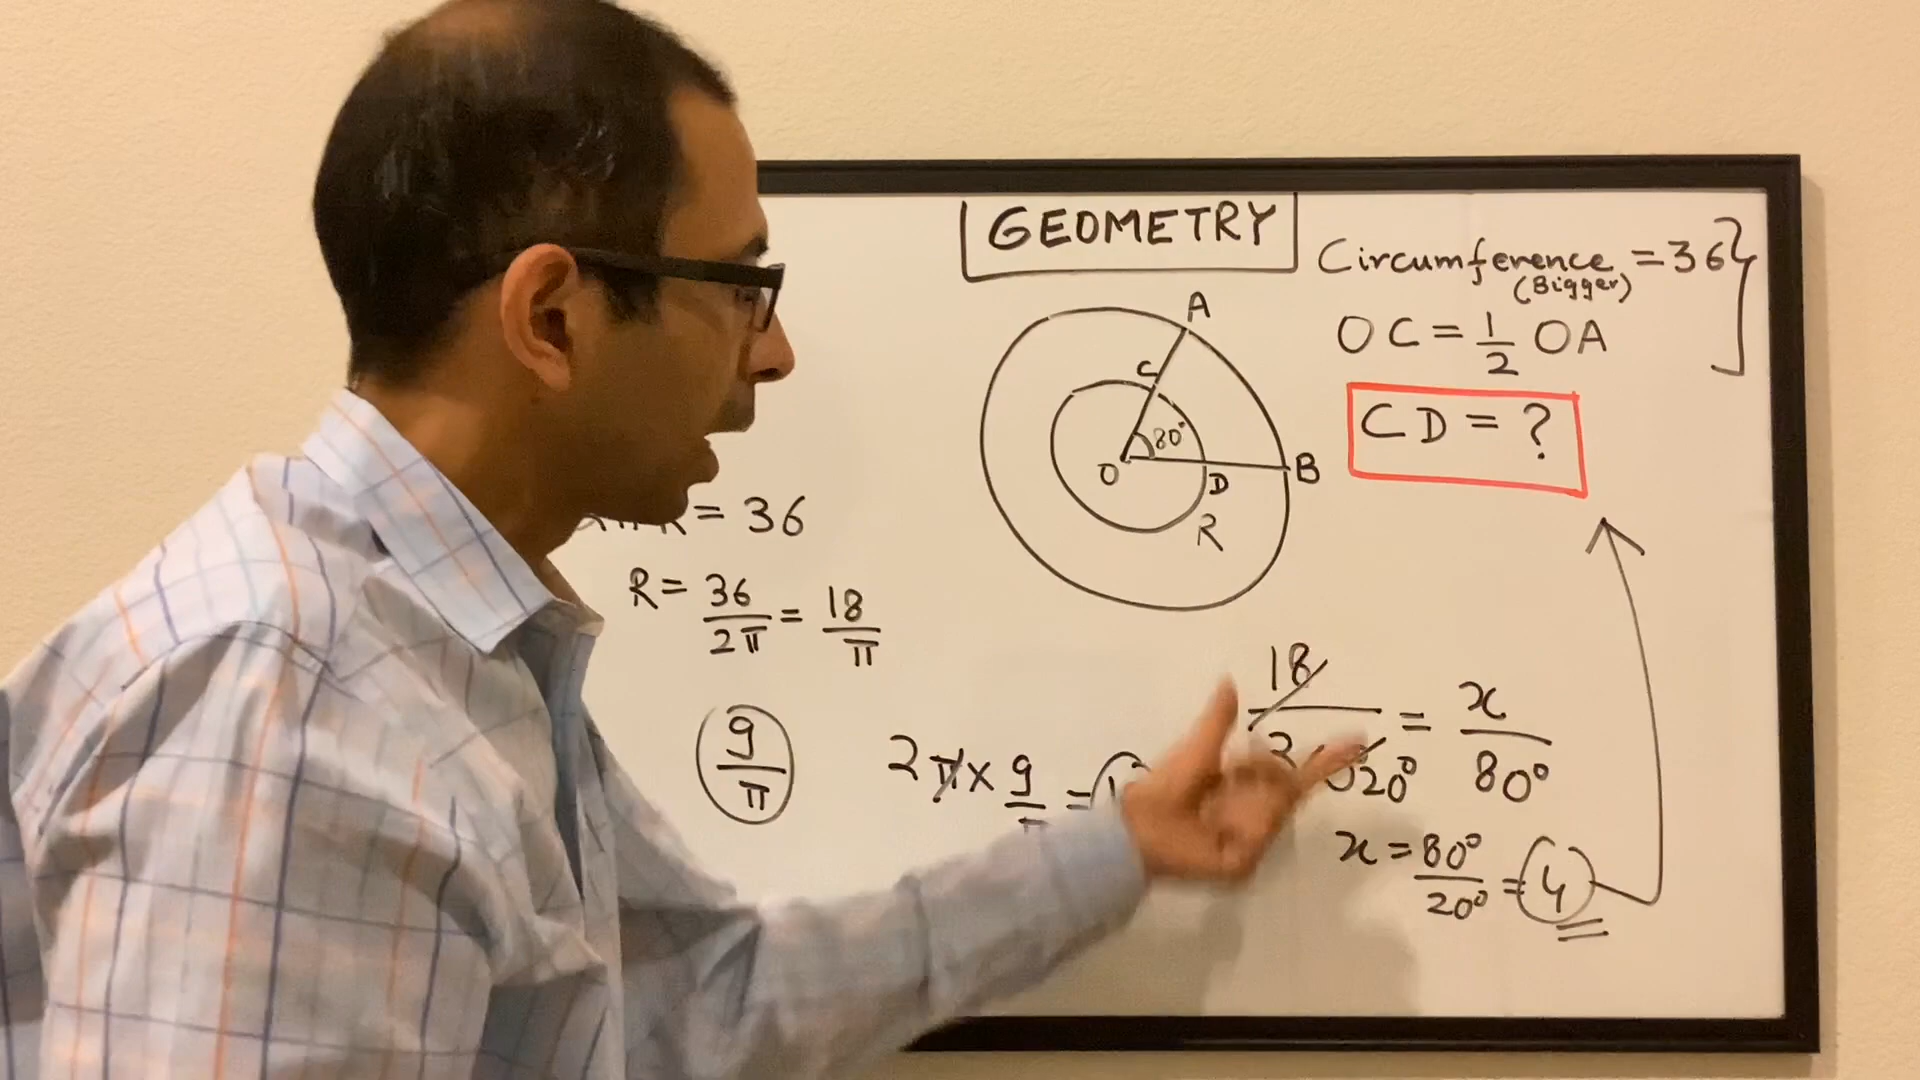 GEOMETRY
Circumference = 36
(Bigger)
OC = 1/2 OA
CD = ?
A
C
80°
O
D
B
R
= 36
R = 36/2π = 18/π
9/π
2π × 9/π =
18
20°
= x/80°
x = 80°/20° = 4